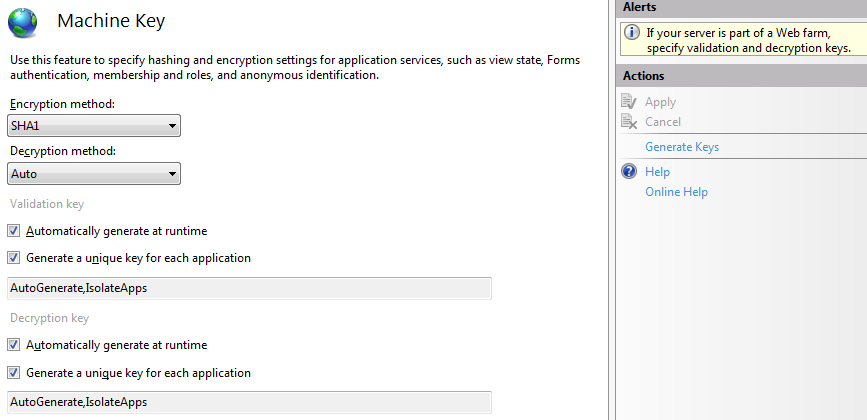 Machine Key
Use this feature to specify hashing and encryption settings for application services, such as view state, Forms
authentication, membership and roles, and anonymous identification.
Encryption method:
SHA1
Decryption method:
Auto
Validation key
Automatically generate at runtime
Generate a unique key for each application
AutoGenerate,IsolateApps
Decryption key
Automatically generate at runtime
Generate a unique key for each application
AutoGenerate,IsolateApps
Alerts
If your server is part of a Web farm,
specify validation and decryption keys.
Actions
Apply
Cancel
Generate Keys
Help
Online Help